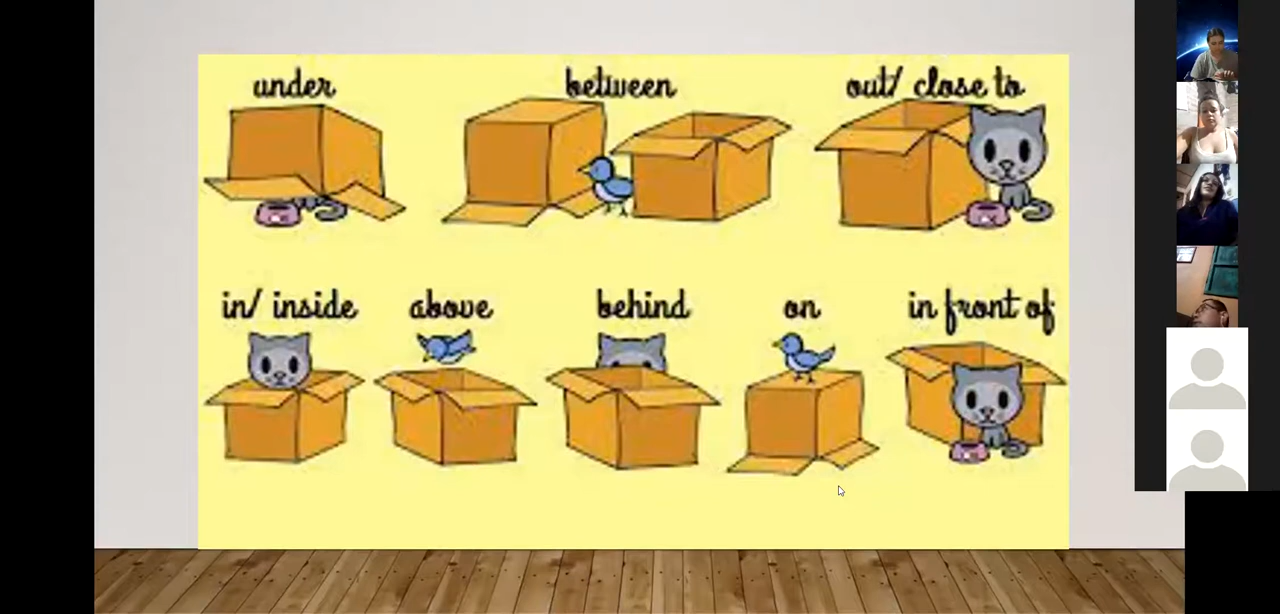 under
between
out/ close to
in/ inside
above
behind
on
in front of